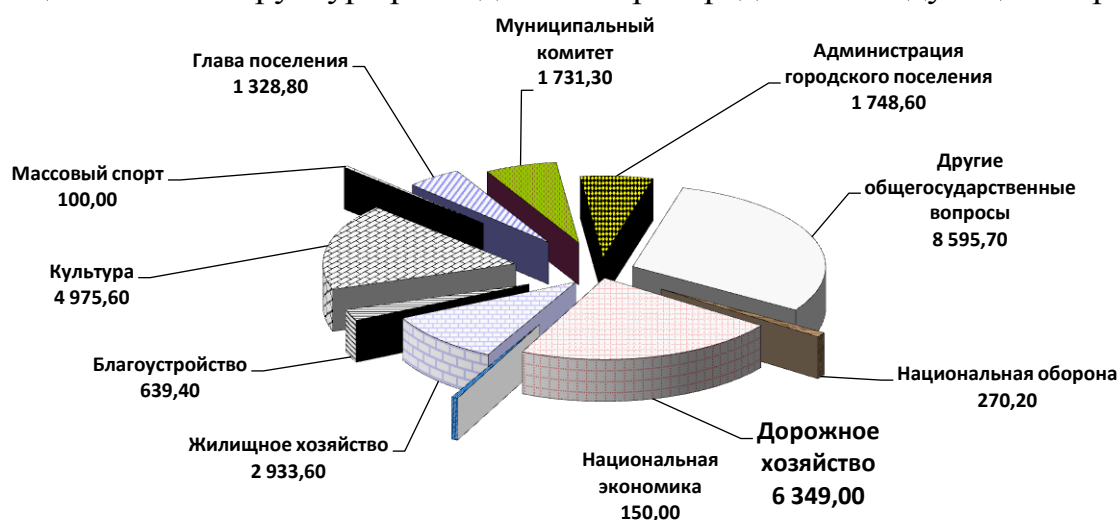 Муниципальный
комитет
1 731,30
Администрация
городского поселения
1 748,60
Глава поселения
1 328,80
Другие
общегосударственные
вопросы
8 595,70
Массовый спорт
100,00
Культура
4 975,60
Благоустройство
639,40
Национальная оборона
270,20
Жилищное хозяйство
2 933,60
Национальная
экономика
150,00
Дорожное
хозяйство
6 349,00